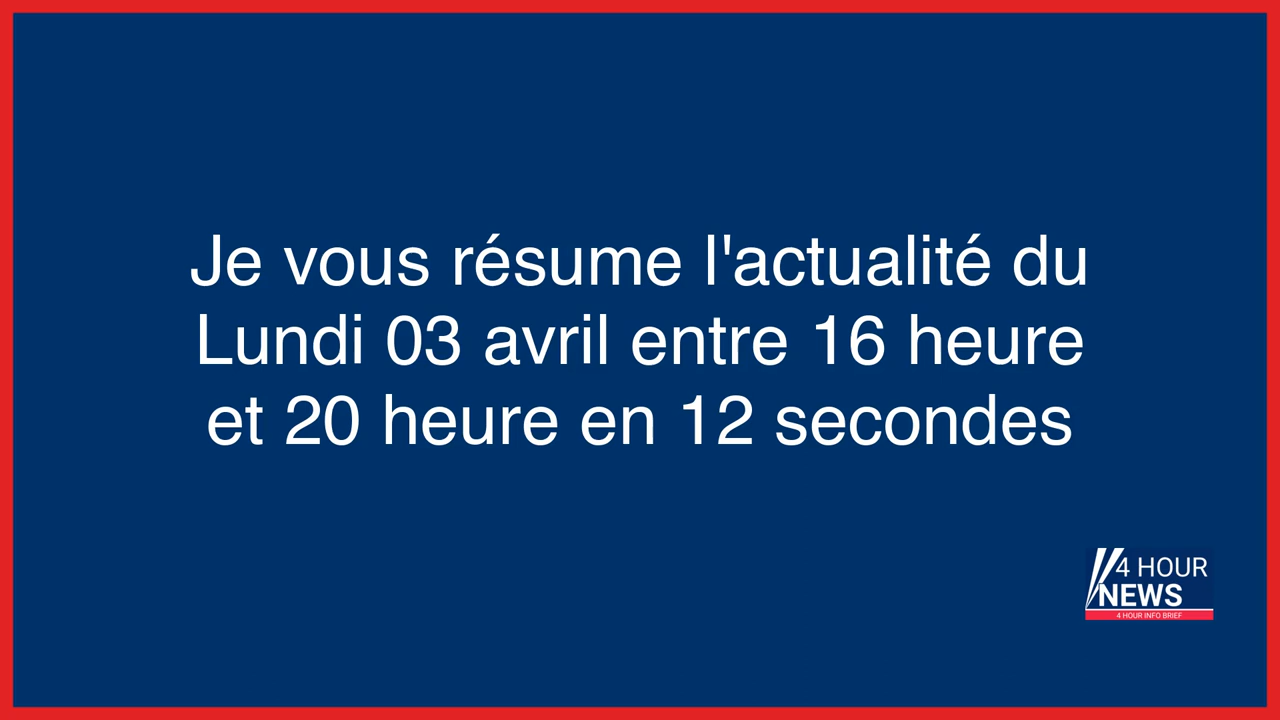 Je vous résume l'actualité du
Lundi 03 avril entre 16 heure
et 20 heure en 12 secondes
4 HOUR
NEWS
4 HOUR INFO BRIEF